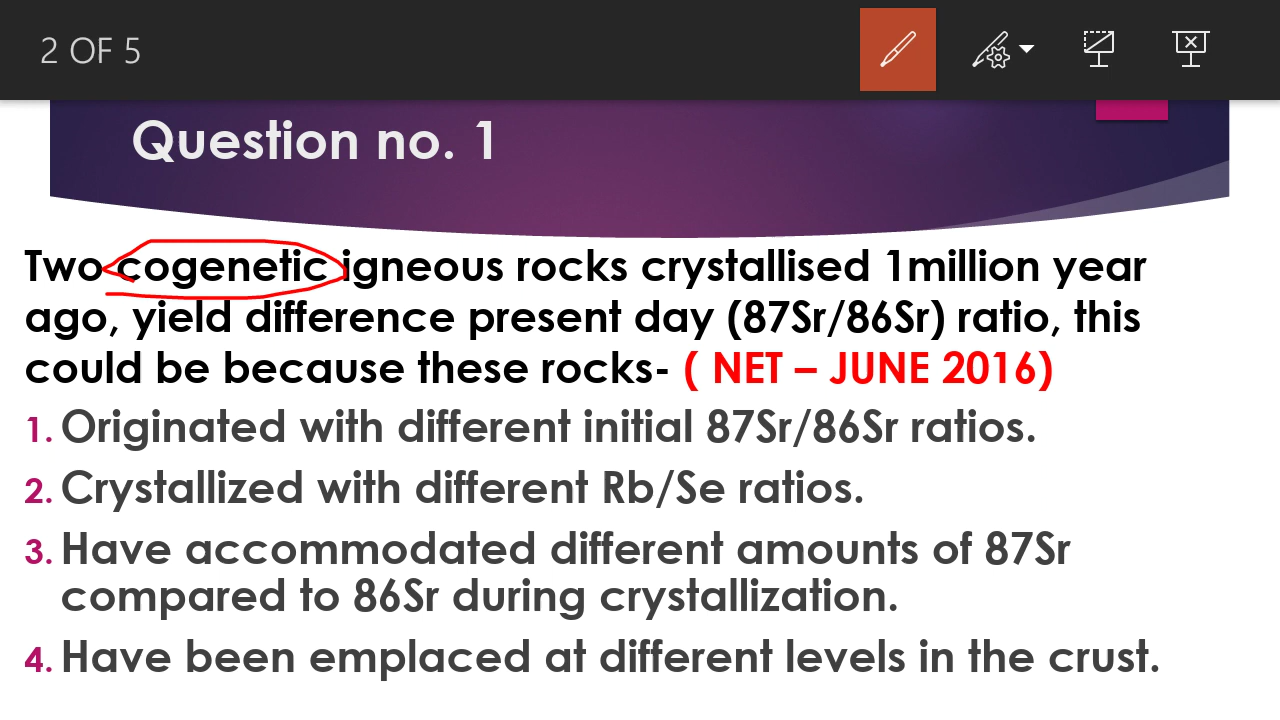 2 OF 5
Question no. 1
Two cogenetic igneous rocks crystallised 1million year
ago, yield difference present day (87Sr/86Sr) ratio, this
could be because these rocks- ( NET – JUNE 2016)
1. Originated with different initial 87Sr/86Sr ratios.
2. Crystallized with different Rb/Se ratios.
3. Have accommodated different amounts of 87Sr
compared to 86Sr during crystallization.
4. Have been emplaced at different levels in the crust.